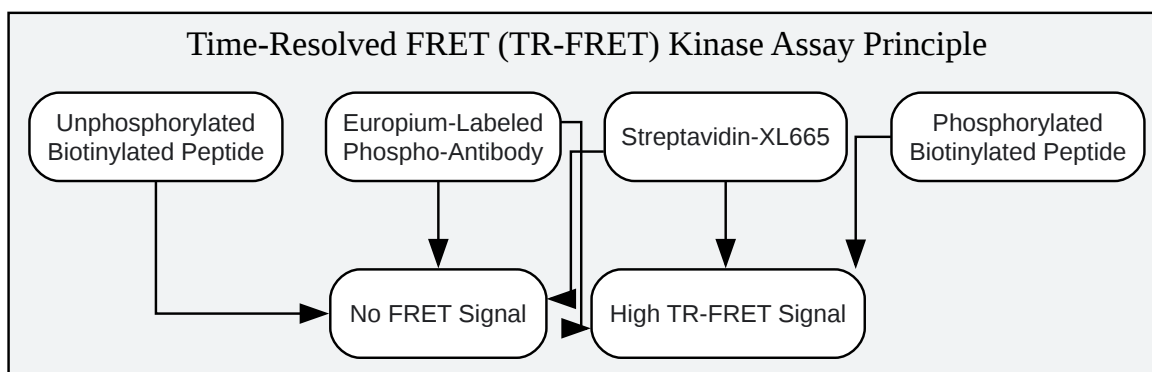 Time-Resolved FRET (TR-FRET) Kinase Assay Principle
Unphosphorylated
Biotinylated Peptide
Europium-Labeled
Phospho-Antibody
Streptavidin-XL665
Phosphorylated
Biotinylated Peptide
No FRET Signal
High TR-FRET Signal